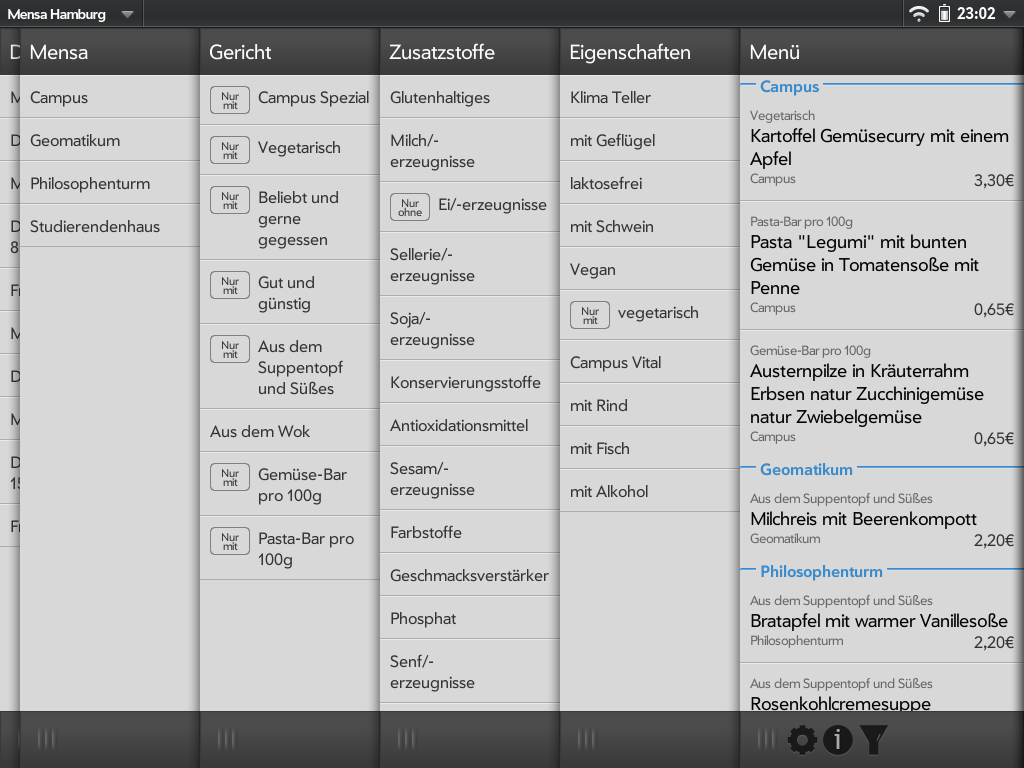 Mensa Hamburg
23:02
D
M
D
M
D
8
Fr
M
D
M
D
15
Fr
Mensa
Campus
Geomatikum
Philosophenturm
Studierendenhaus
Gericht
Nur mit
Campus Spezial
Nur mit
Vegetarisch
Nur mit
Beliebt und
gerne
gegessen
Nur mit
Gut und
günstig
Nur mit
Aus dem
Suppentopf
und Süßes
Aus dem Wok
Nur mit
Gemüse-Bar
pro 100g
Nur mit
Pasta-Bar pro
100g
Zusatzstoffe
Glutenhaltiges
Milch/-
erzeugnisse
Nur ohne
Ei/-erzeugnisse
Sellerie/-
erzeugnisse
Soja/-
erzeugnisse
Konservierungsstoffe
Antioxidationsmittel
Sesam/-
erzeugnisse
Farbstoffe
Geschmacksverstärker
Phosphat
Senf/-
erzeugnisse
Eigenschaften
Klima Teller
mit Geflügel
laktosefrei
mit Schwein
Vegan
Nur mit
vegetarisch
Campus Vital
mit Rind
mit Fisch
mit Alkohol
Menü
Campus
Vegetarisch
Kartoffel Gemüsecurry mit einem
Apfel
Campus 3,30€
Pasta-Bar pro 100g
Pasta "Legumi" mit bunten
Gemüse in Tomatensoße mit
Penne
Campus 0,65€
Gemüse-Bar pro 100g
Austernpilze in Kräuterrahm
Erbsen natur Zucchinigemüse
natur Zwiebelgemüse
Campus 0,65€
Geomatikum
Aus dem Suppentopf und Süßes
Milchreis mit Beerenkompott
Geomatikum 2,20€
Philosophenturm
Aus dem Suppentopf und Süßes
Bratapfel mit warmer Vanillesoße
Philosophenturm 2,20€
Aus dem Suppentopf und Süßes
Rosenkohlcremesuppe